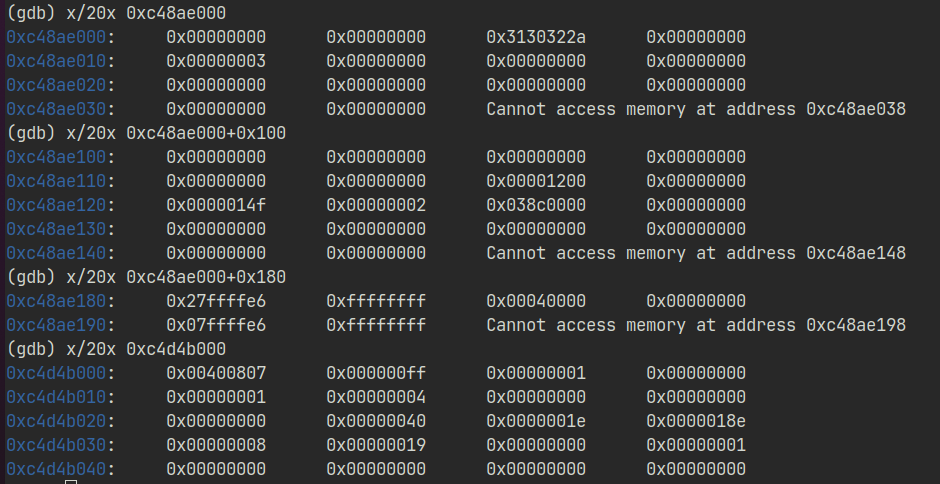 (gdb) x/20x 0xc48ae000
0xc48ae000: 0x00000000 0x00000000 0x3130322a 0x00000000
0xc48ae010: 0x00000003 0x00000000 0x00000000 0x00000000
0xc48ae020: 0x00000000 0x00000000 0x00000000 0x00000000
0xc48ae030: 0x00000000 0x00000000 Cannot access memory at address 0xc48ae038
(gdb) x/20x 0xc48ae000+0x100
0xc48ae100: 0x00000000 0x00000000 0x00000000 0x00000000
0xc48ae110: 0x00000000 0x00000000 0x00001200 0x00000000
0xc48ae120: 0x0000014f 0x00000002 0x038c0000 0x00000000
0xc48ae130: 0x00000000 0x00000000 0x00000000 0x00000000
0xc48ae140: 0x00000000 0x00000000 Cannot access memory at address 0xc48ae148
(gdb) x/20x 0xc48ae000+0x180
0xc48ae180: 0x27ffffe6 0xffffffff 0x00040000 0x00000000
0xc48ae190: 0x07ffffe6 0xffffffff Cannot access memory at address 0xc48ae198
(gdb) x/20x 0xc4d4b000
0xc4d4b000: 0x00400807 0x000000ff 0x00000001 0x00000000
0xc4d4b010: 0x00000001 0x00000004 0x00000000 0x00000000
0xc4d4b020: 0x00000000 0x00000040 0x0000001e 0x0000018e
0xc4d4b030: 0x00000008 0x00000019 0x00000000 0x00000001
0xc4d4b040: 0x00000000 0x00000000 0x00000000 0x00000000